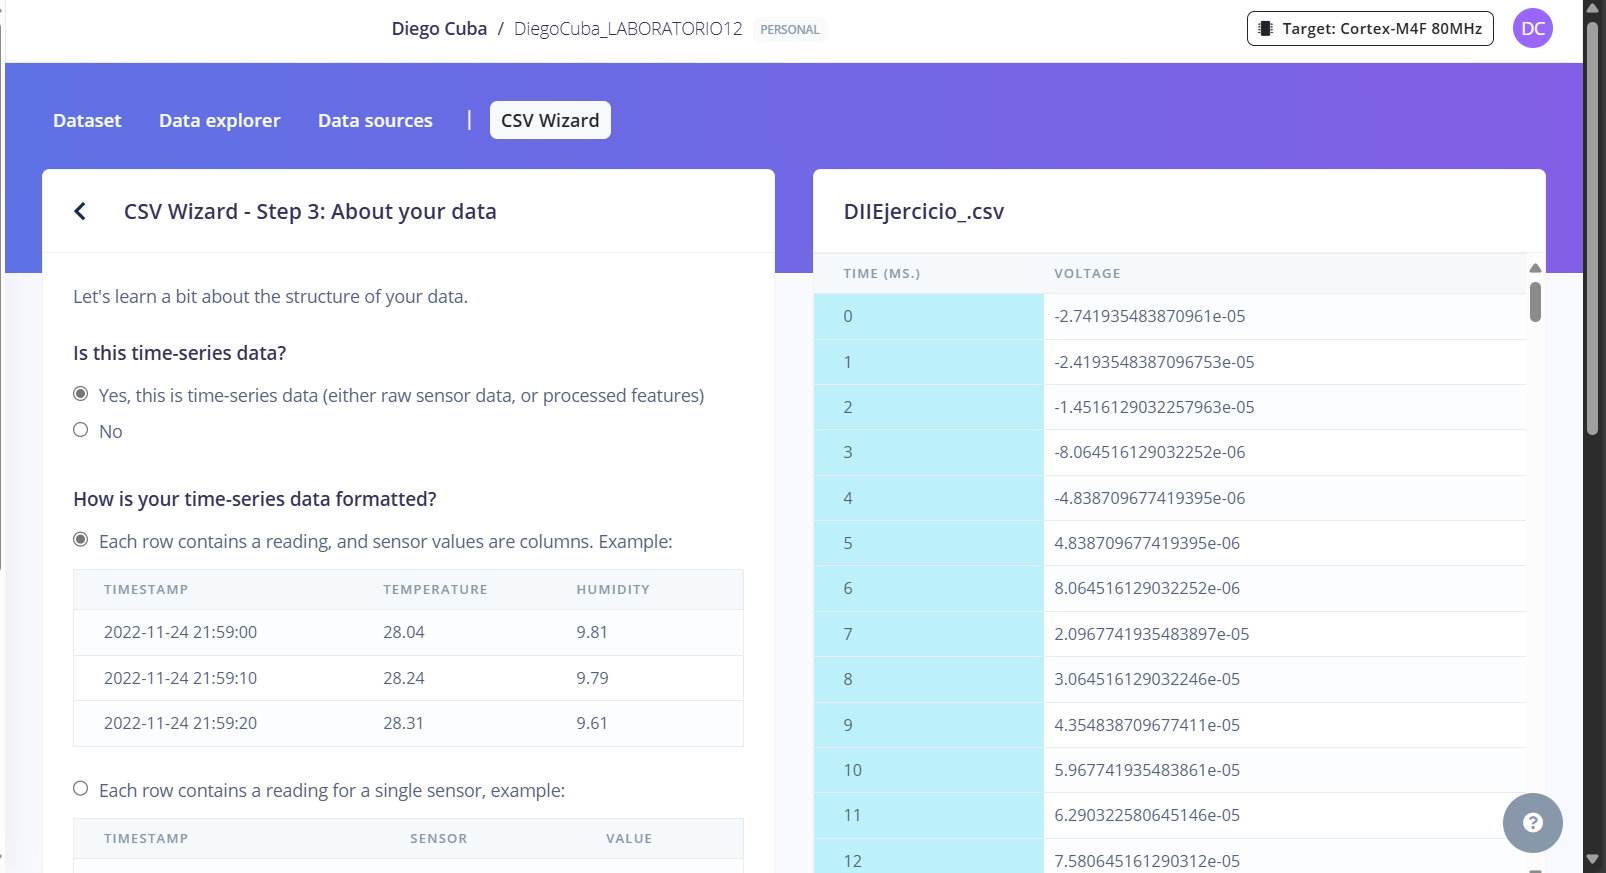 Diego Cuba / DiegoCuba_LABORATORIO12 PERSONAL
Target: Cortex-M4F 80MHz
DC
Dataset
Data explorer
Data sources
|
CSV Wizard
CSV Wizard - Step 3: About your data
Let's learn a bit about the structure of your data.
Is this time-series data?
Yes, this is time-series data (either raw sensor data, or processed features)
No
How is your time-series data formatted?
Each row contains a reading, and sensor values are columns. Example:
TIMESTAMP TEMPERATURE HUMIDITY
2022-11-24 21:59:00 28.04 9.81
2022-11-24 21:59:10 28.24 9.79
2022-11-24 21:59:20 28.31 9.61
Each row contains a reading for a single sensor, example:
TIMESTAMP SENSOR VALUE
DIIEjercicio_.csv
TIME (MS.) VOLTAGE
0 -2.741935483870961e-05
1 -2.4193548387096753e-05
2 -1.4516129032257963e-05
3 -8.064516129032252e-06
4 -4.838709677419395e-06
5 4.838709677419395e-06
6 8.064516129032252e-06
7 2.0967741935483897e-05
8 3.064516129032246e-05
9 4.354838709677411e-05
10 5.967741935483861e-05
11 6.290322580645146e-05
12 7.580645161290312e-05
?